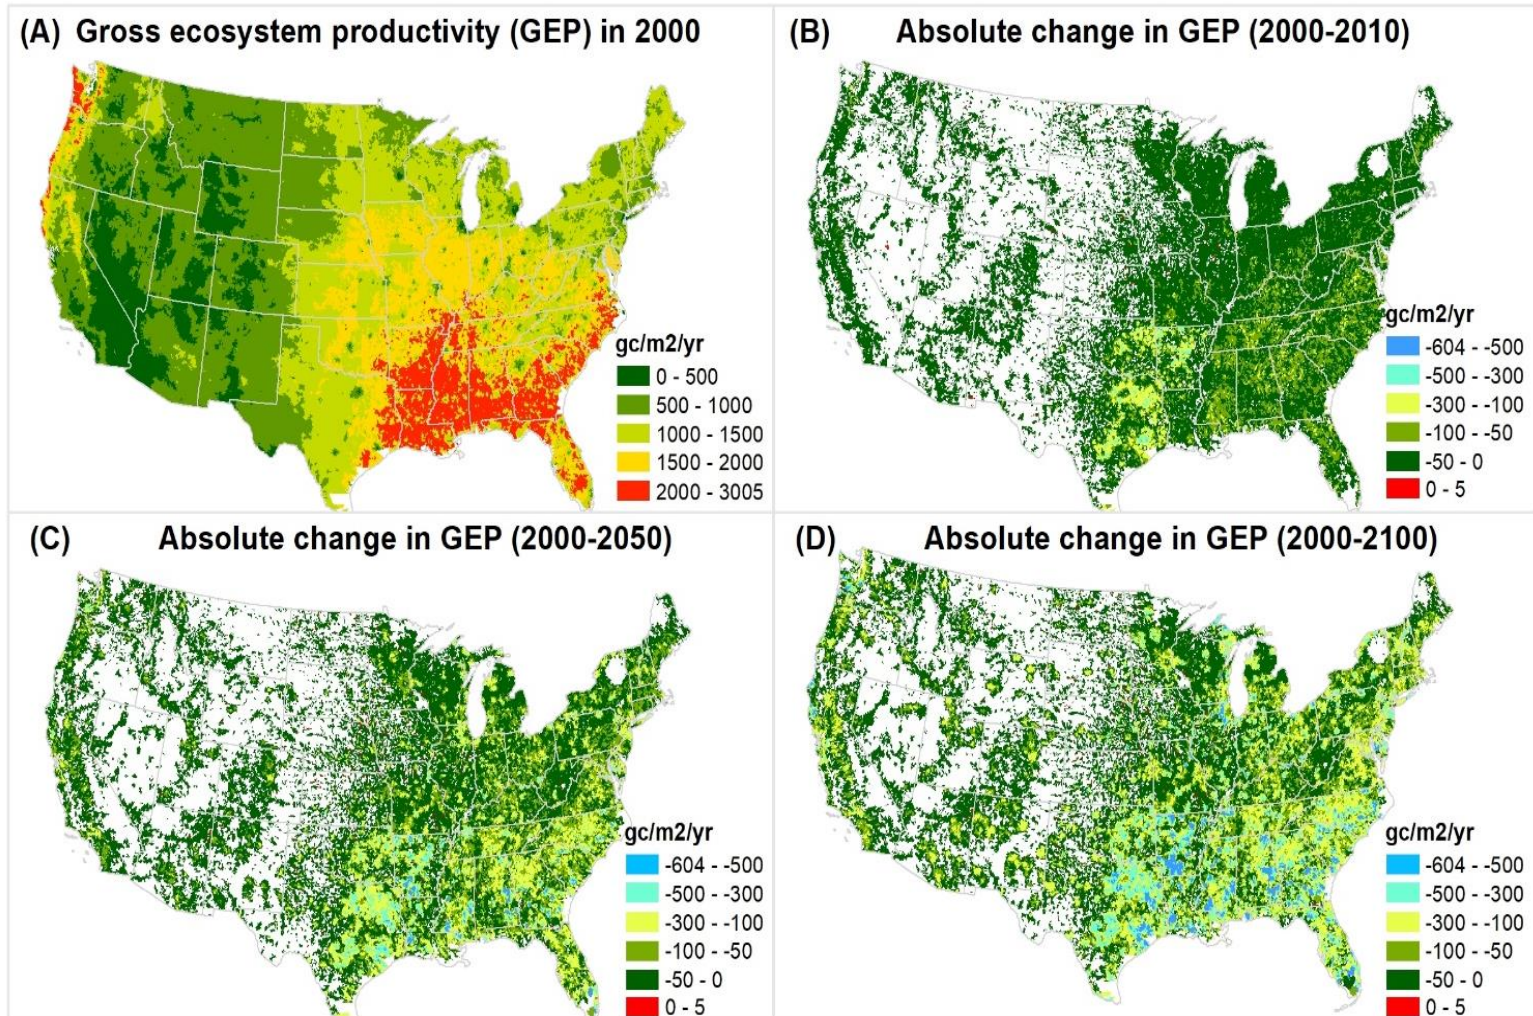 (A) Gross ecosystem productivity (GEP) in 2000
gc/m2/yr
0 - 500
500 - 1000
1000 - 1500
1500 - 2000
2000 - 3005
(B) Absolute change in GEP (2000-2010)
gc/m2/yr
-604 - -500
-500 - -300
-300 - -100
-100 - -50
-50 - 0
0 - 5
(C) Absolute change in GEP (2000-2050)
gc/m2/yr
-604 - -500
-500 - -300
-300 - -100
-100 - -50
-50 - 0
0 - 5
(D) Absolute change in GEP (2000-2100)
gc/m2/yr
-604 - -500
-500 - -300
-300 - -100
-100 - -50
-50 - 0
0 - 5